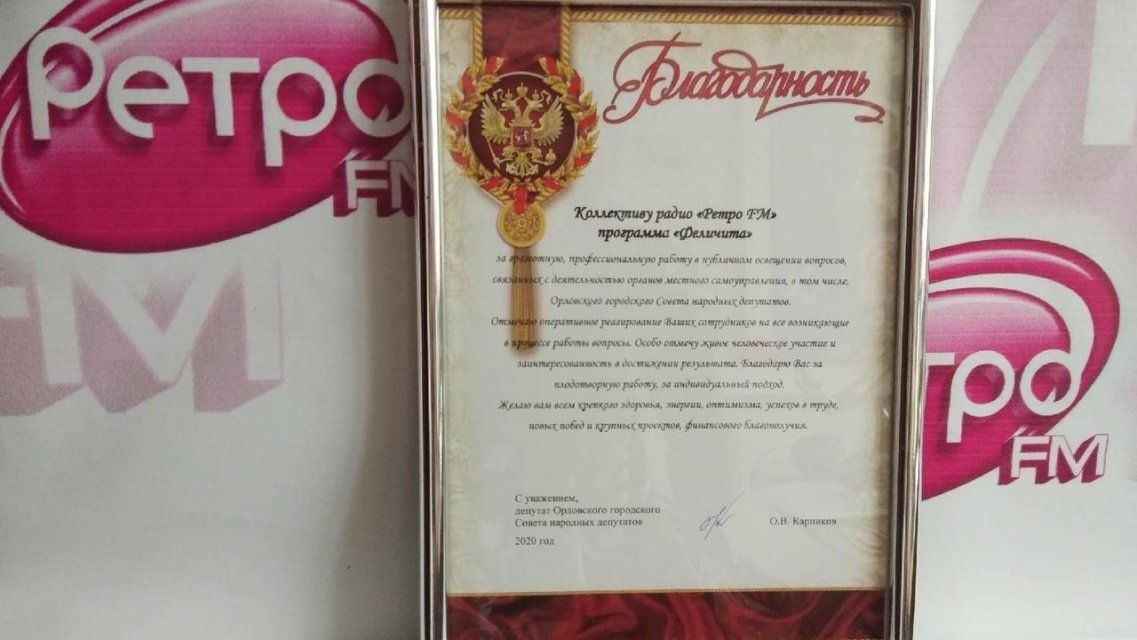 Ретро
FM
FM
Благодарность
Коллективу радио «Ретро FM»
программа «Феличита»
за грамотную, профессиональную работу в публичном освещении вопросов,
связанных с деятельностью органов местного самоуправления, в том числе,
Орловского городского Совета народных депутатов.
Отмечаю оперативное реагирование Ваших сотрудников на все возникающие
в процессе работы вопросы. Особо отмечу живое человеческое участие и
заинтересованность в достижении результата. Благодарю Вас за
плодотворную работу, за индивидуальный подход.
Желаю вам всем крепкого здоровья, энергии, оптимизма, успехов в труде,
новых побед и крупных проектов, финансового благополучия.
С уважением,
депутат Орловского городского
Совета народных депутатов
О.В. Карпиков
2020 год
тро
FM